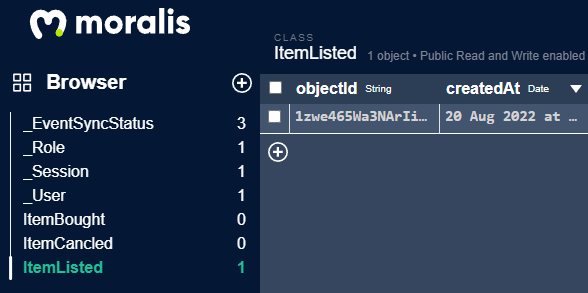 moralis
CLASS
ItemListed 1 object • Public Read and Write enabled
Browser
objectId String createdAt Date
1zwe465Wa3NArIi... 20 Aug 2022 at ...
_EventSyncStatus 3
_Role 1
_Session 1
_User 1
ItemBought 0
ItemCancled 0
ItemListed 1